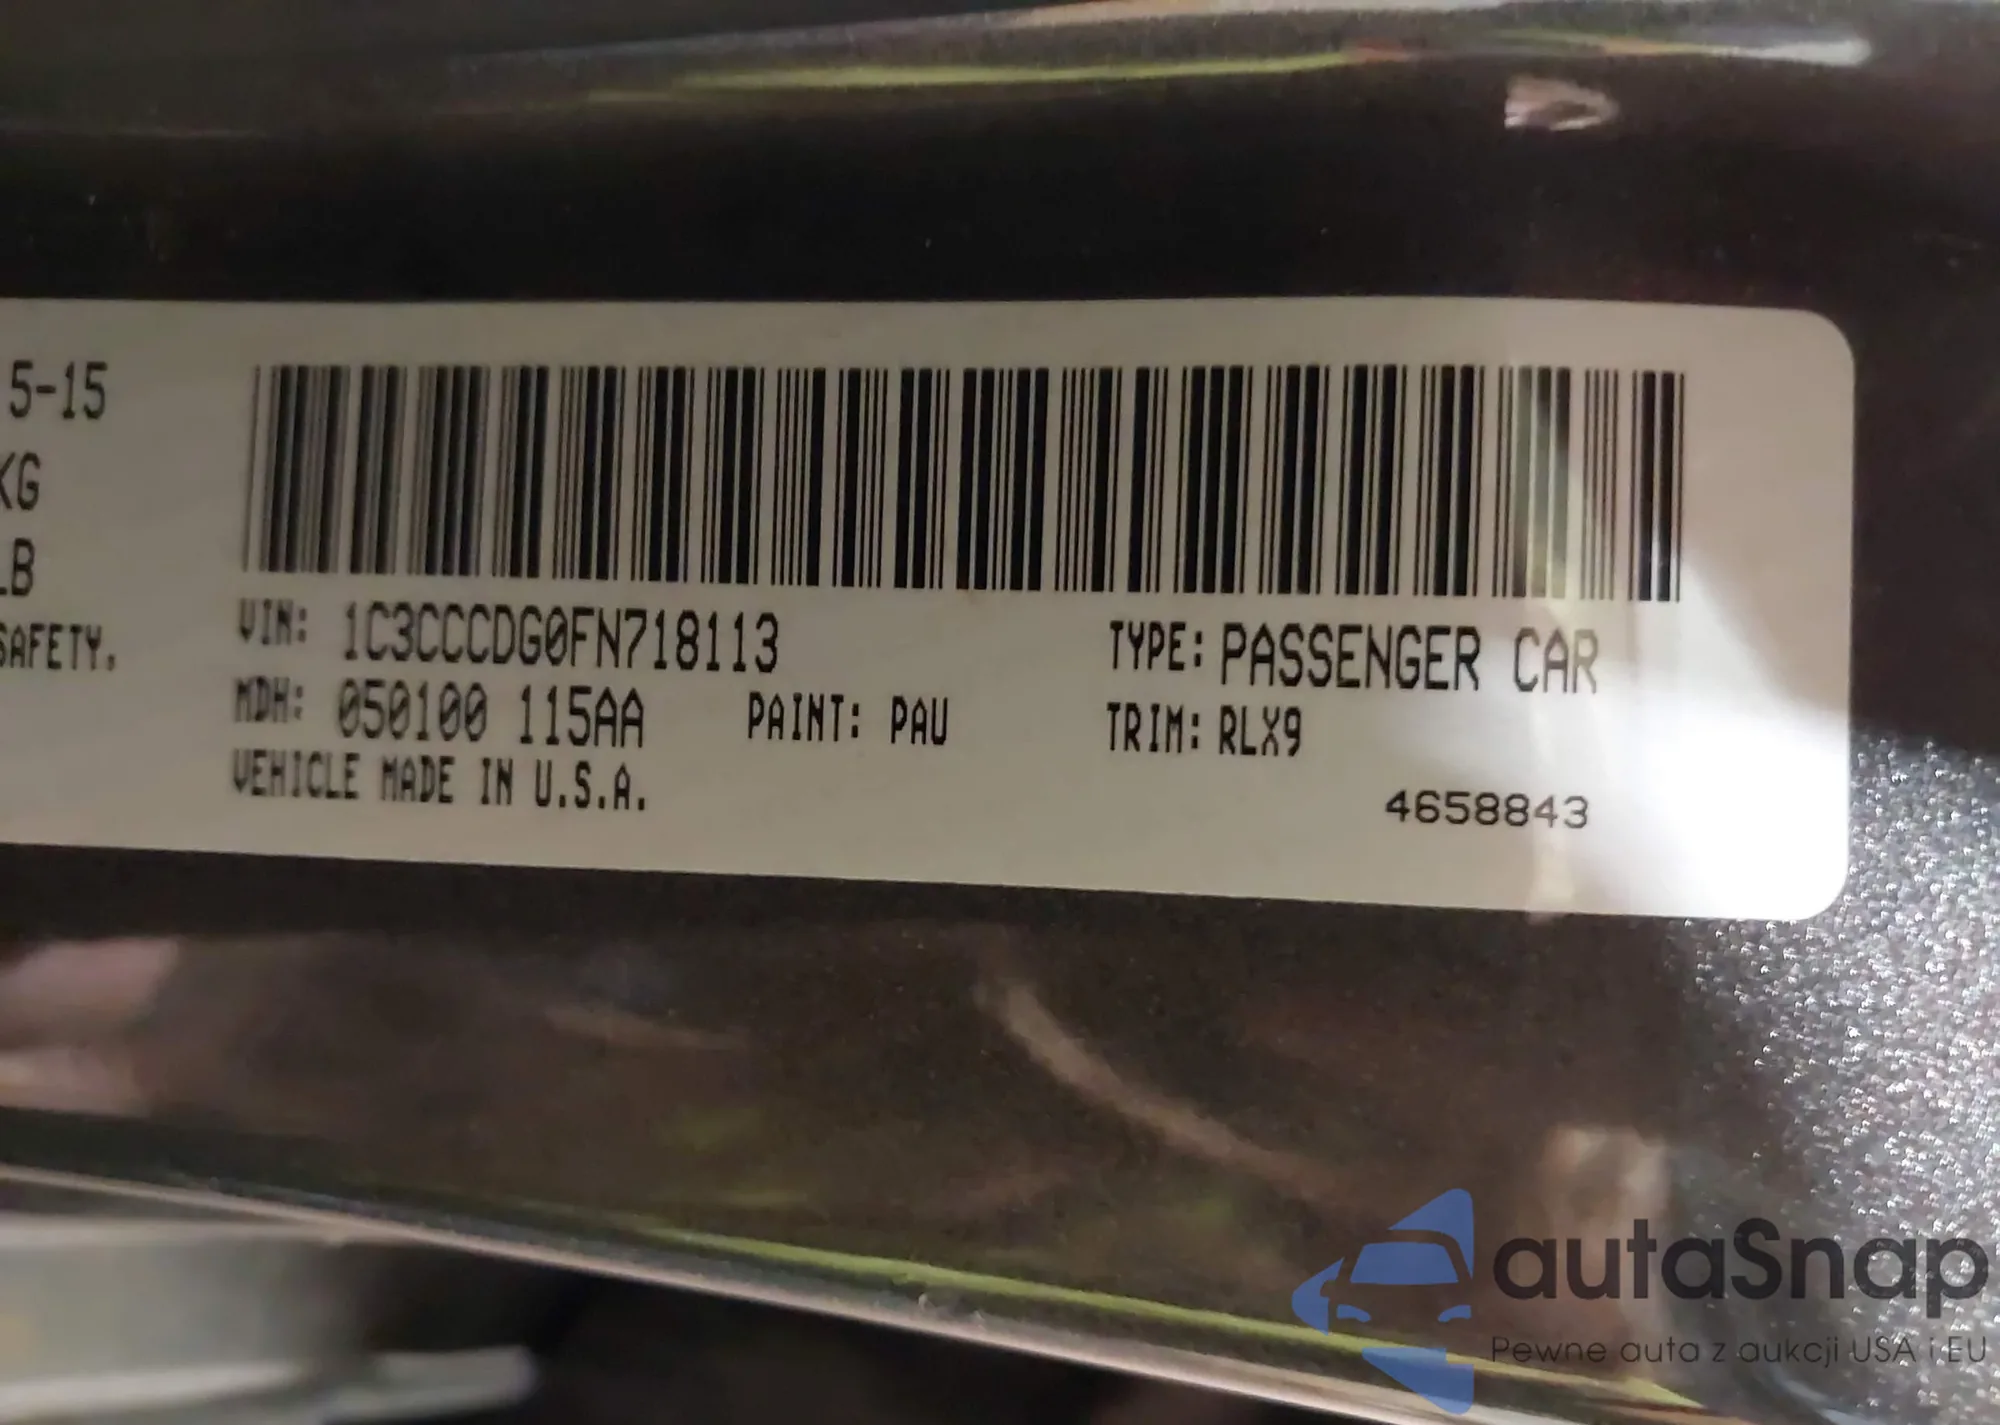 5-15
KG
LB
SAFETY.
VIN: 1C3CCCDG0FN718113
TYPE: PASSENGER CAR
MDH: 050100 115AA
PAINT: PAU
TRIM: RLX9
VEHICLE MADE IN U.S.A.
4658843
autaSnap
Pewne auta z aukcji USA i EU